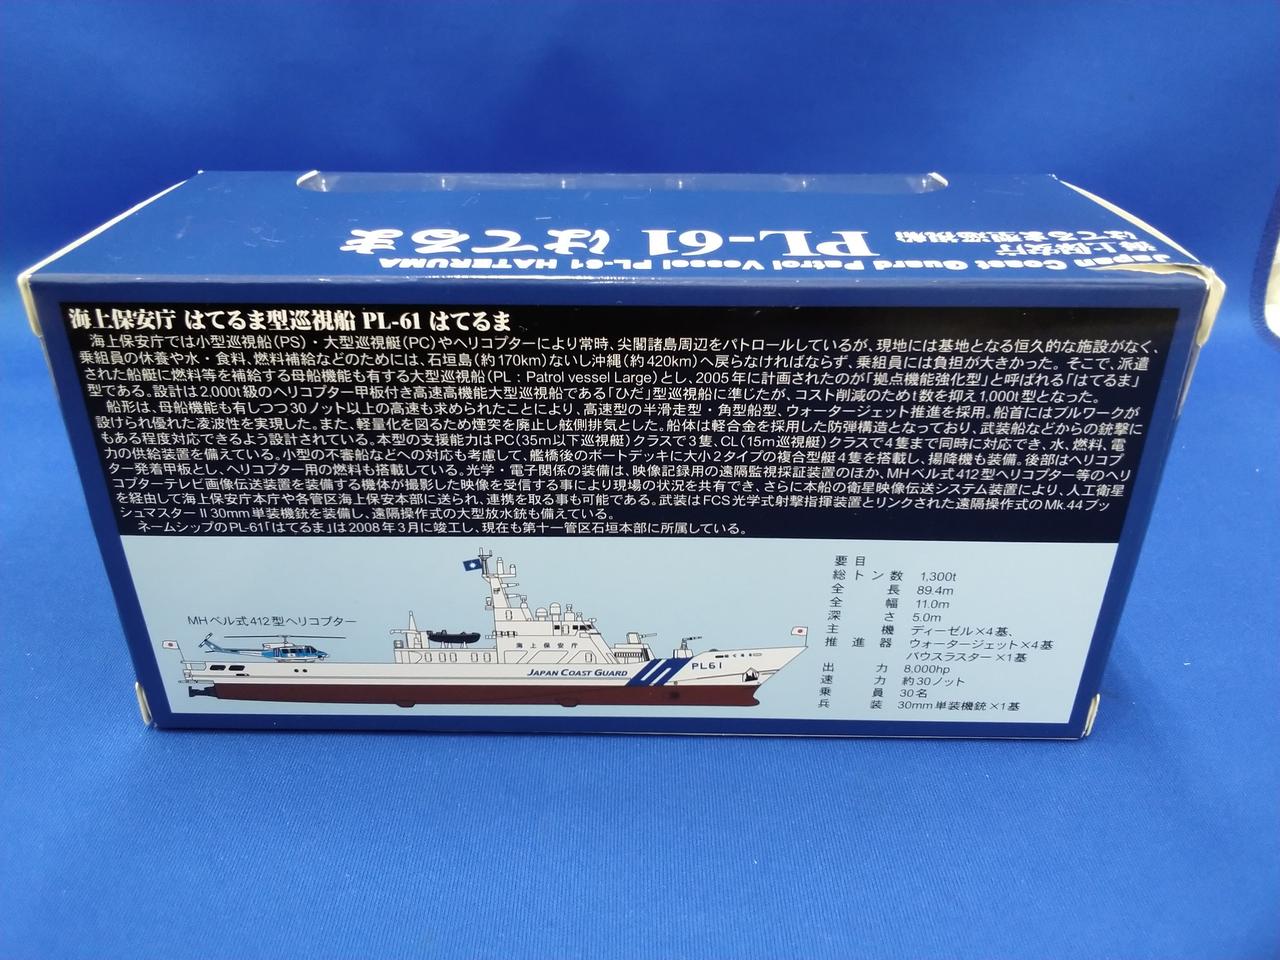 Japan Coast Guard Patrol Vessel PL-61 HATERUMA
海上保安庁
はてるま型巡視船
PL-61 はてるま
海上保安庁 はてるま型巡視船 PL-61 はてるま
海上保安庁では小型巡視船(PS)・大型巡視艇(PC)やヘリコプターにより常時、尖閣諸島周辺をパトロールしているが、現地には基地となる恒久的な施設がなく、
乗組員の休養や水・食料、燃料補給などのためには、石垣島(約170km)ないし沖縄(約420km)へ戻らなければならず、乗組員には負担が大きかった。そこで、派遣
された船艇に燃料等を補給する母船機能も有する大型巡視船(PL：Patrol vessel Large)とし、2005年に計画されたのが「拠点機能強化型」と呼ばれる「はてるま」
型である。設計は2,000t級のヘリコプター甲板付き高速高機能大型巡視船である「ひだ」型巡視船に準じたが、コスト削減のためt数を抑え1,000t型となった。
船形は、母船機能も有しつつ30ノット以上の高速も求められたことにより、高速型の半滑走型・角型船型、ウォータージェット推進を採用。船首にはブルワークが
設けられ優れた凌波性を実現した。また、軽量化を図るため煙突を廃止し舷側排気とした。船体は軽合金を採用した防弾構造となっており、武装船などからの銃撃に
もある程度対応できるよう設計されている。本型の支援能力はPC(35m以下巡視艇)クラスで3隻、CL(15m巡視艇)クラスで4隻まで同時に対応でき、水、燃料、電
力の供給装置を備えている。小型の不審船などへの対応も考慮して、艦橋後のボートデッキに大小2タイプの複合型艇4隻を搭載し、揚降機も装備。後部はヘリコプ
ター発着甲板とし、ヘリコプター用の燃料も搭載している。光学・電子関係の装備は、映像記録用の遠隔監視採証装置のほか、MHベル式412型ヘリコプター等のヘリ
コプターテレビ画像伝送装置を装備する機体が撮影した映像を受信する事により現場の状況を共有でき、さらに本船の衛星映像伝送システム装置により、人工衛星
を経由して海上保安庁本庁や各管区海上保安本部に送られ、連携を取る事も可能である。武装はFCS光学式射撃指揮装置とリンクされた遠隔操作式のMk.44ブッ
シュマスターⅡ30mm単装機銃を装備し、遠隔操作式の大型放水銃も備えている。
ネームシップのPL-61「はてるま」は2008年3月に竣工し、現在も第十一管区石垣本部に所属している。
MHベル式412型ヘリコプター
海上保安庁
JAPAN COAST GUARD
PL61
要目
総トン数 1,300t
全長 89.4m
全幅 11.0m
深さ 5.0m
主機 ディーゼル×4基、
推進器 ウォータージェット×4基
バウスラスター×1基
出力 8,000hp
速力 約30ノット
乗員 30名
兵装 30mm単装機銃×1基